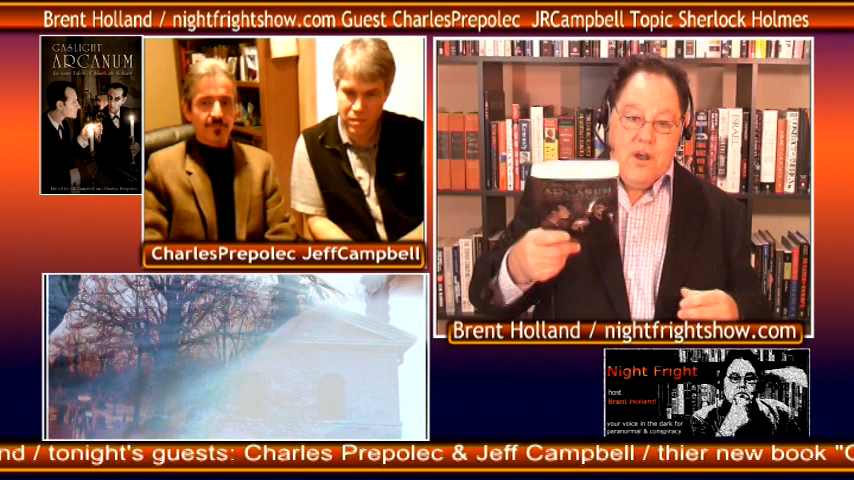 Brent Holland / nightfrightshow.com Guest CharlesPrepolec JRCampbell Topic Sherlock Holmes
GASLIGHT
ARCANUM
CharlesPrepolec JeffCampbell
ARCANUM
ISRAEL
Brent Holland / nightfrightshow.com
Night Fright
host
Brent Holland
your voice in the dark for
paranormal & conspiracy
nd / tonight's guests: Charles Prepolec & Jeff Campbell / thier new book "